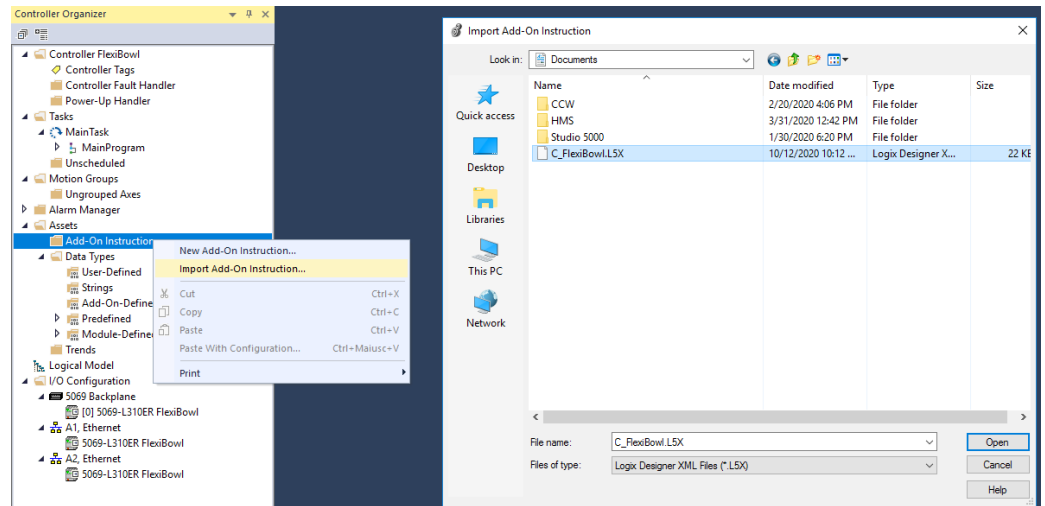 Controller Organizer
Controller FlexiBowl
Controller Tags
Controller Fault Handler
Power-Up Handler
Tasks
MainTask
MainProgram
Unscheduled
Motion Groups
Ungrouped Axes
Alarm Manager
Assets
Add-On Instruction
Data Types
User-Defined
Strings
Add-On-Define
Predefined
Module-Define
Trends
Logical Model
I/O Configuration
5069 Backplane
[0] 5069-L310ER FlexiBowl
A1, Ethernet
5069-L310ER FlexiBowl
A2, Ethernet
5069-L310ER FlexiBowl
New Add-On Instruction...
Import Add-On Instruction...
Cut Ctrl+X
Copy Ctrl+C
Paste Ctrl+V
Paste With Configuration... Ctrl+Maiusc+V
Print
Import Add-On Instruction
Look in: Documents
Quick access
Desktop
Libraries
This PC
Network
Name Date modified Type Size
CCW 2/20/2020 4:06 PM File folder
HMS 3/31/2020 12:42 PM File folder
Studio 5000 1/30/2020 6:20 PM File folder
C_FlexiBowl.L5X 10/12/2020 10:12 ... Logix Designer X... 22 KE
File name: C_FlexiBowl.L5X Open
Files of type: Logix Designer XML Files (*.L5X) Cancel
Help